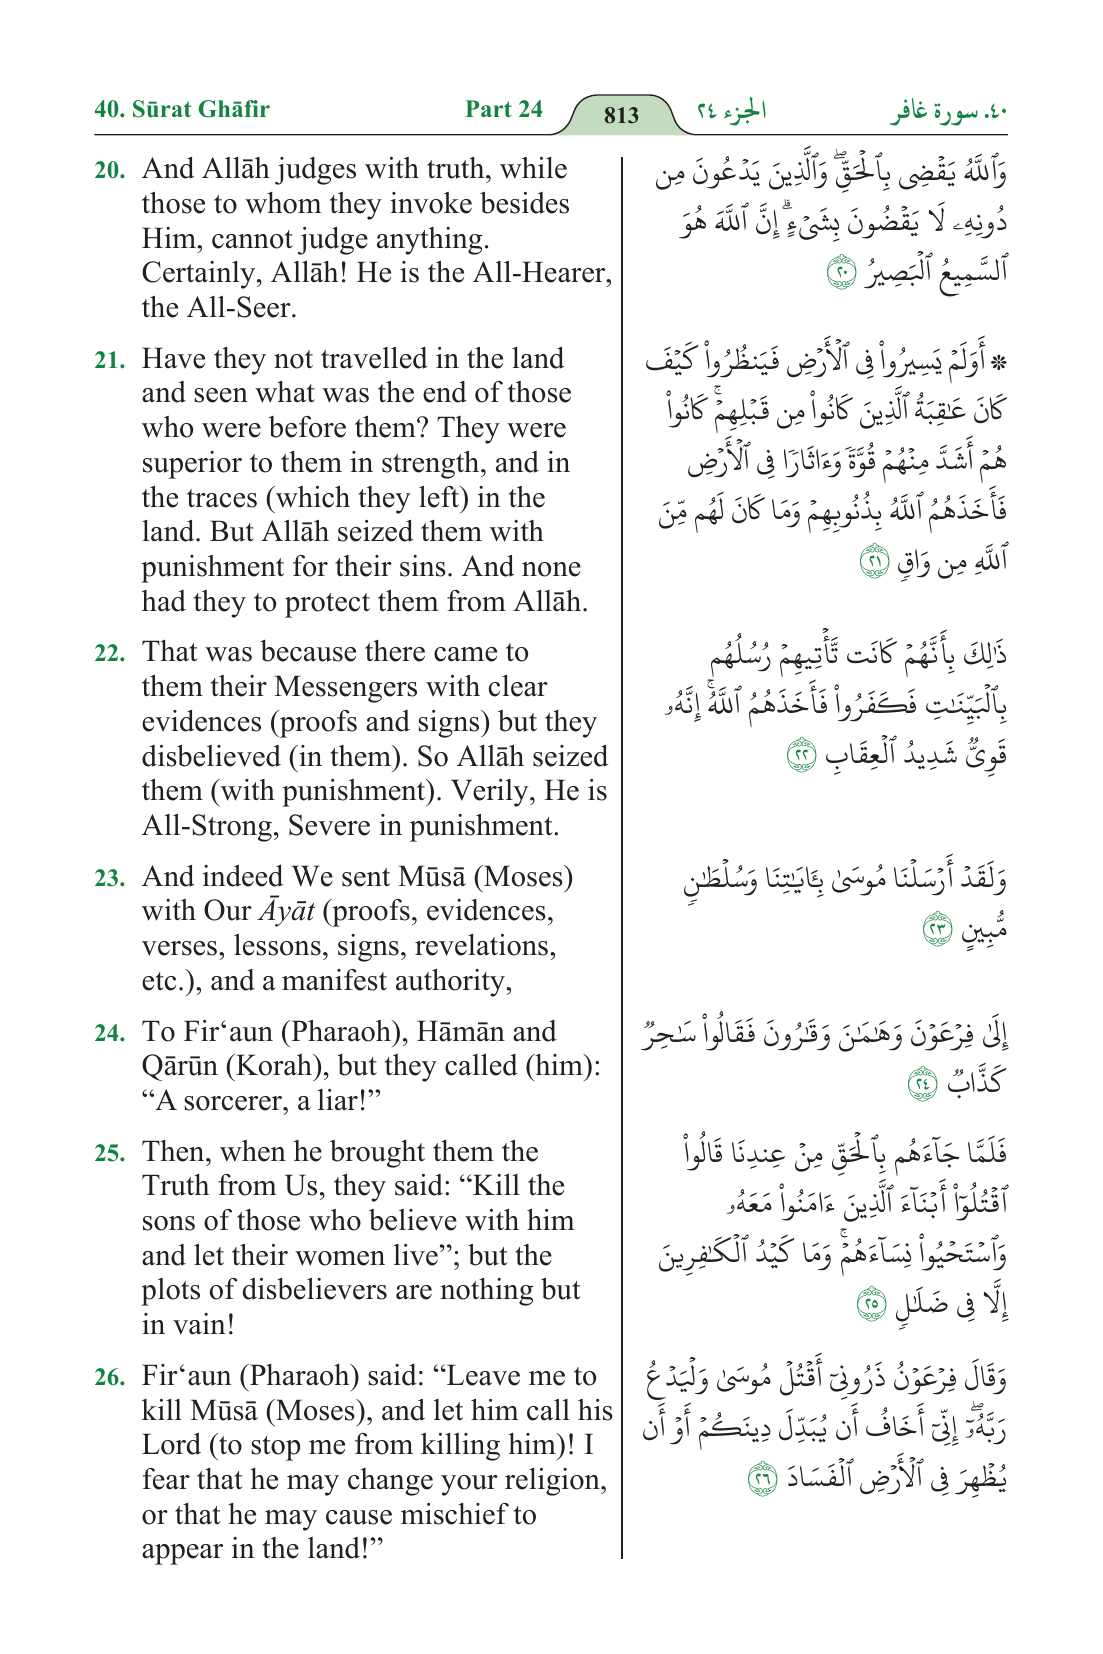 40. Sūrat Ghāfir
Part 24
813
الجزء ٢٤
٤٠. سورة غافر
20. And Allāh judges with truth, while
those to whom they invoke besides
Him, cannot judge anything.
Certainly, Allāh! He is the All-Hearer,
the All-Seer.
21. Have they not travelled in the land
and seen what was the end of those
who were before them? They were
superior to them in strength, and in
the traces (which they left) in the
land. But Allāh seized them with
punishment for their sins. And none
had they to protect them from Allāh.
22. That was because there came to
them their Messengers with clear
evidences (proofs and signs) but they
disbelieved (in them). So Allāh seized
them (with punishment). Verily, He is
All-Strong, Severe in punishment.
23. And indeed We sent Mūsā (Moses)
with Our Āyāt (proofs, evidences,
verses, lessons, signs, revelations,
etc.), and a manifest authority,
24. To Fir‘aun (Pharaoh), Hāmān and
Qārūn (Korah), but they called (him):
“A sorcerer, a liar!”
25. Then, when he brought them the
Truth from Us, they said: “Kill the
sons of those who believe with him
and let their women live”; but the
plots of disbelievers are nothing but
in vain!
26. Fir‘aun (Pharaoh) said: “Leave me to
kill Mūsā (Moses), and let him call his
Lord (to stop me from killing him)! I
fear that he may change your religion,
or that he may cause mischief to
appear in the land!”
وَٱللَّهُ يَقۡضِى بِٱلۡحَقِّۖ وَٱلَّذِينَ يَدۡعُونَ مِن
دُونِهِۦ لَا يَقۡضُونَ بِشَىۡءٍۗ إِنَّ ٱللَّهَ هُوَ
ٱلسَّمِيعُ ٱلۡبَصِيرُ ٢٠
۞ أَوَلَمۡ يَسِيرُواْ فِى ٱلۡأَرۡضِ فَيَنظُرُواْ كَيۡفَ
كَانَ عَٰقِبَةُ ٱلَّذِينَ كَانُواْ مِن قَبۡلِهِمۡۚ كَانُواْ
هُمۡ أَشَدَّ مِنۡهُمۡ قُوَّةٗ وَءَاثَارٗا فِى ٱلۡأَرۡضِ
فَأَخَذَهُمُ ٱللَّهُ بِذُنُوبِهِمۡ وَمَا كَانَ لَهُم مِّنَ
ٱللَّهِ مِن وَاقٖ ٢١
ذَٰلِكَ بِأَنَّهُمۡ كَانَت تَّأۡتِيهِمۡ رُسُلُهُم
بِٱلۡبَيِّنَٰتِ فَكَفَرُواْ فَأَخَذَهُمُ ٱللَّهُۚ إِنَّهُۥ
قَوِىّٞ شَدِيدُ ٱلۡعِقَابِ ٢٢
وَلَقَدۡ أَرۡسَلۡنَا مُوسَىٰ بِـَٔايَٰتِنَا وَسُلۡطَٰنٖ
مُّبِينٍ ٢٣
إِلَىٰ فِرۡعَوۡنَ وَهَٰمَٰنَ وَقَٰرُونَ فَقَالُواْ سَٰحِرٞ
كَذَّابٞ ٢٤
فَلَمَّا جَآءَهُم بِٱلۡحَقِّ مِنۡ عِندِنَا قَالُواْ
ٱقۡتُلُوٓاْ أَبۡنَآءَ ٱلَّذِينَ ءَامَنُواْ مَعَهُۥ
وَٱسۡتَحۡيُواْ نِسَآءَهُمۡۚ وَمَا كَيۡدُ ٱلۡكَٰفِرِينَ
إِلَّا فِى ضَلَٰلٖ ٢٥
وَقَالَ فِرۡعَوۡنُ ذَرُونِىٓ أَقۡتُلۡ مُوسَىٰ وَلۡيَدۡعُ
رَبَّهُۥٓۖ إِنِّىٓ أَخَافُ أَن يُبَدِّلَ دِينَكُمۡ أَوۡ أَن
يُظۡهِرَ فِى ٱلۡأَرۡضِ ٱلۡفَسَادَ ٢٦